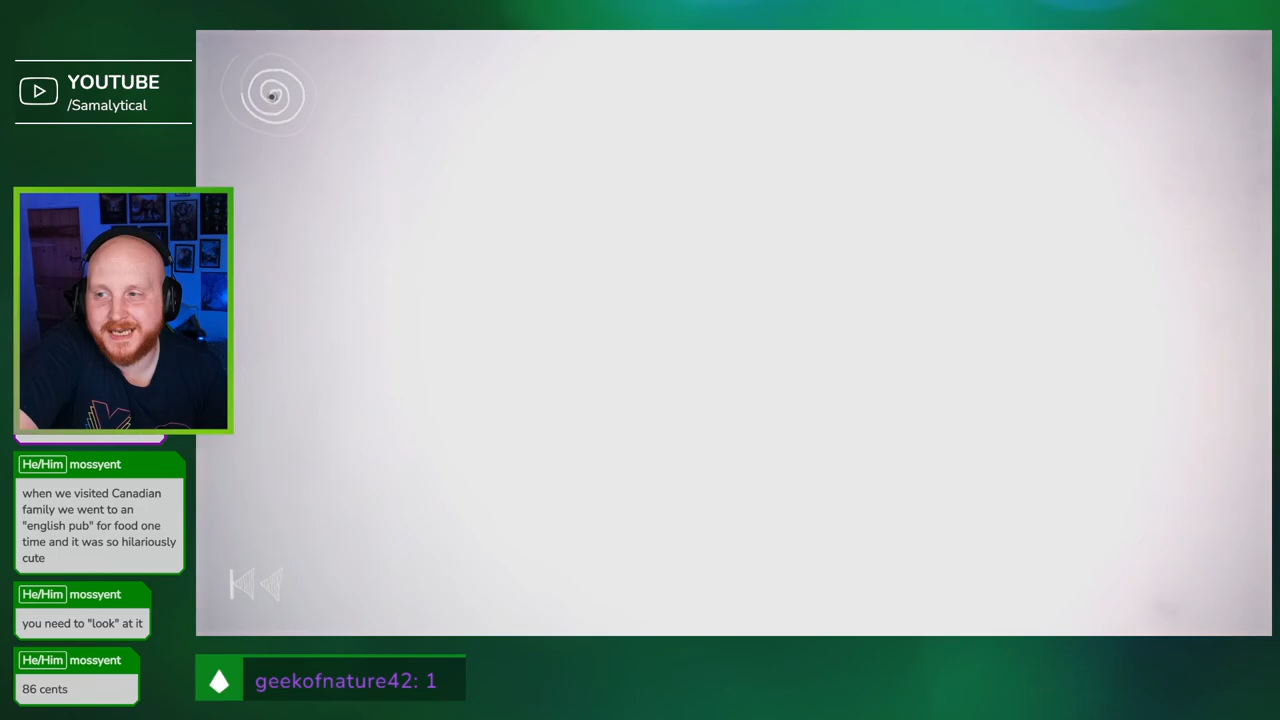 YOUTUBE
/Samalytical
He/Him mossyent
when we visited Canadian
family we went to an
"english pub" for food one
time and it was so hilariously
cute
He/Him mossyent
you need to "look" at it
He/Him mossyent
86 cents
geekofnature42: 1